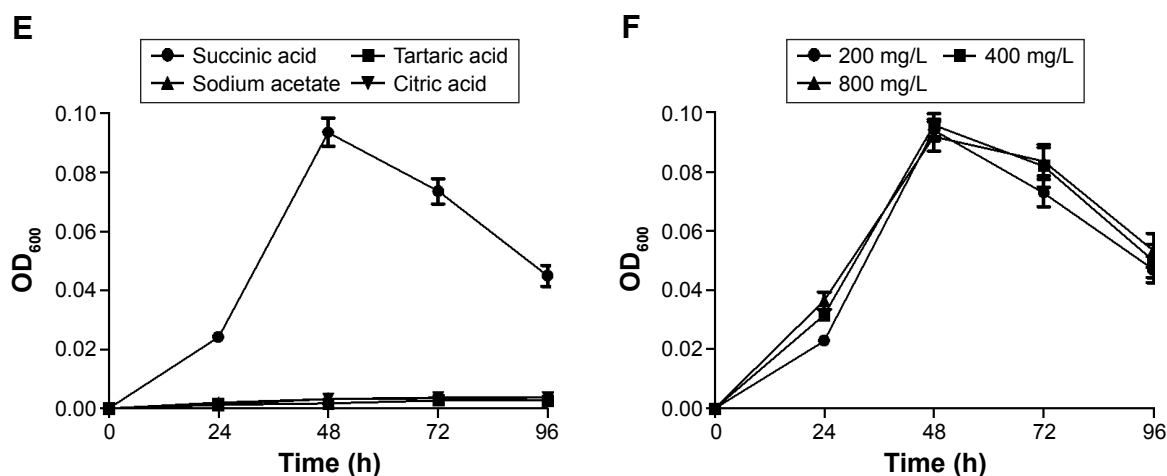 E
Succinic acid
Tartaric acid
Sodium acetate
Citric acid
OD600
0.10
0.08
0.06
0.04
0.02
0.00
0 24 48 72 96
Time (h)
F
200 mg/L
400 mg/L
800 mg/L
OD600
0.10
0.08
0.06
0.04
0.02
0.00
0 24 48 72 96
Time (h)